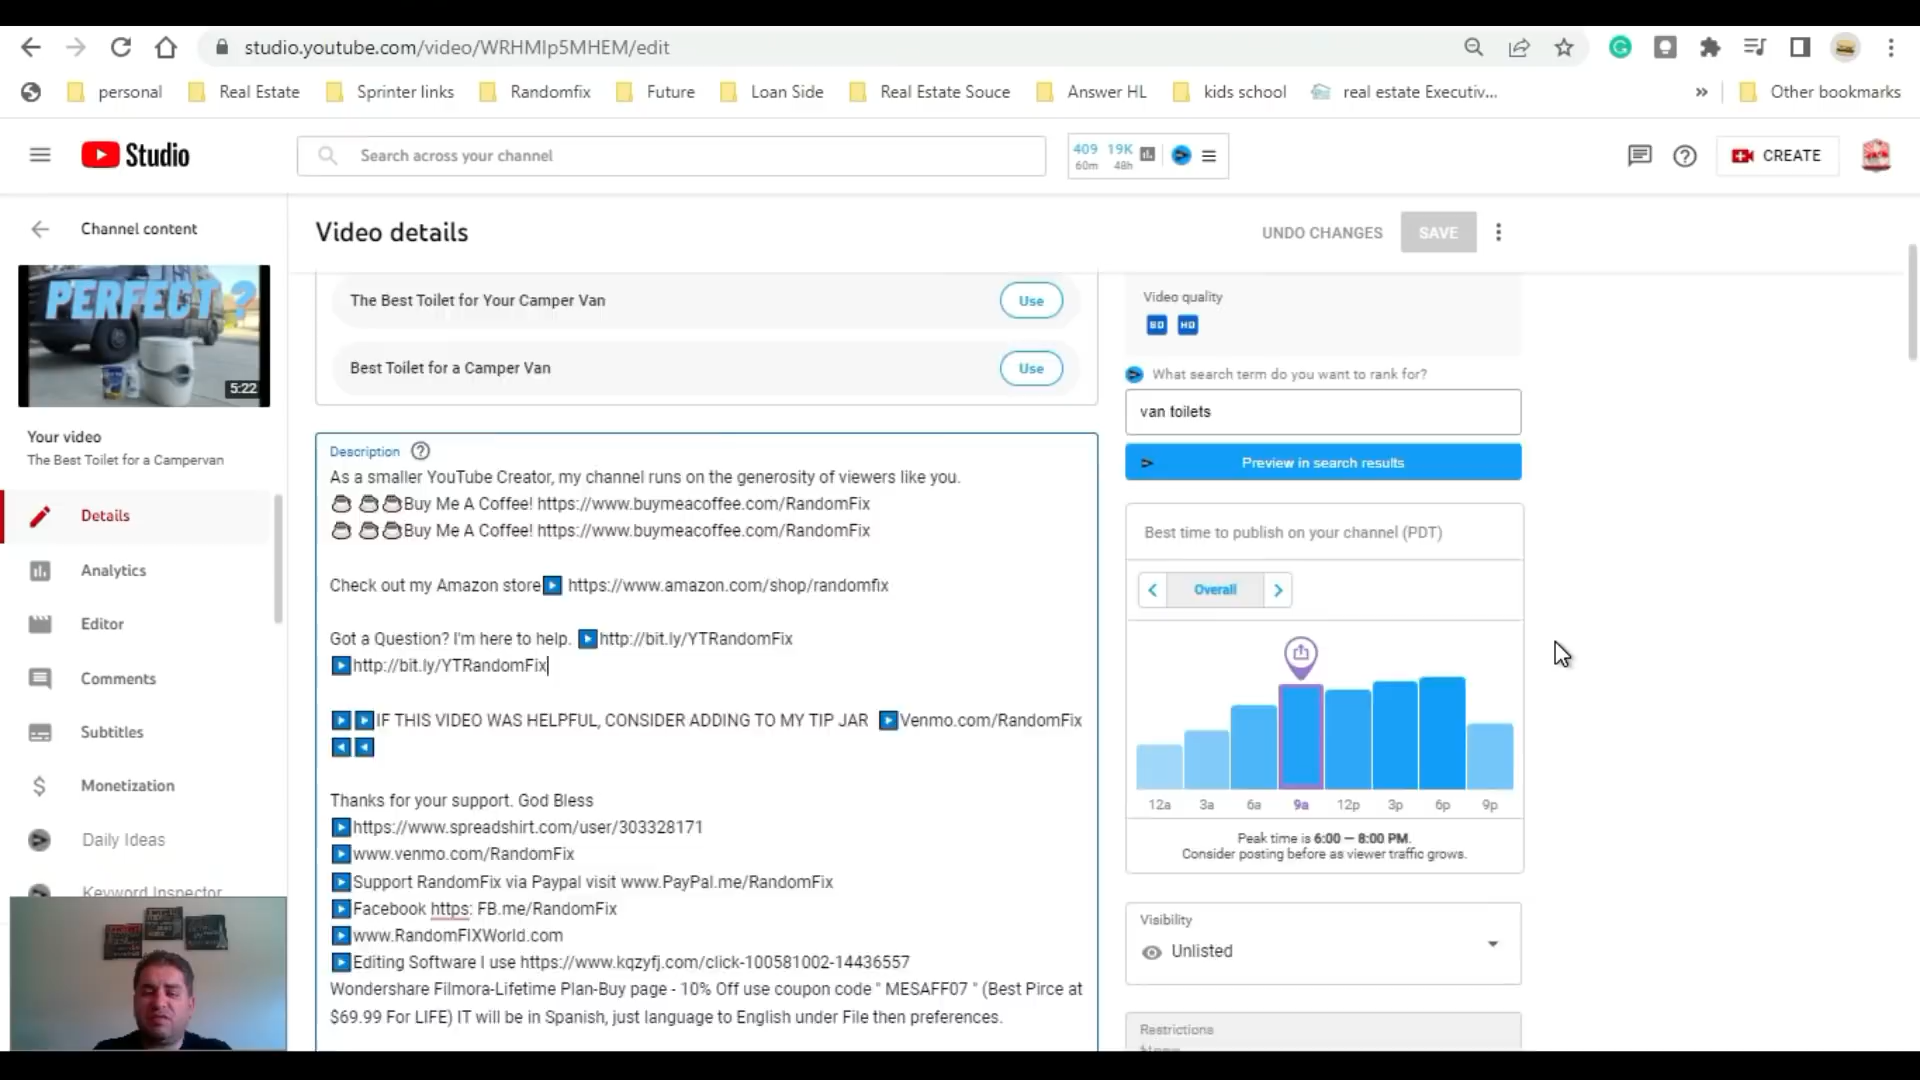 studio.youtube.com/video/WRHMIp5MHEM/edit
personal Real Estate Sprinter links Randomfix Future Loan Side Real Estate Souce Answer HL kids school real estate Executiv... » Other bookmarks
Studio
Search across your channel
409 19K
60m 48h
CREATE
Channel content
Video details
UNDO CHANGES
SAVE
PERFECT ?
5:22
Your video
The Best Toilet for a Campervan
Details
Analytics
Editor
Comments
Subtitles
Monetization
Daily Ideas
Keyword Inspector
The Best Toilet for Your Camper Van
Use
Best Toilet for a Camper Van
Use
Description
As a smaller YouTube Creator, my channel runs on the generosity of viewers like you.
Buy Me A Coffee! https://www.buymeacoffee.com/RandomFix
Buy Me A Coffee! https://www.buymeacoffee.com/RandomFix
Check out my Amazon store▶ https://www.amazon.com/shop/randomfix
Got a Question? I'm here to help. ▶http://bit.ly/YTRandomFix
▶http://bit.ly/YTRandomFix
▶▶IF THIS VIDEO WAS HELPFUL, CONSIDER ADDING TO MY TIP JAR ▶Venmo.com/RandomFix
◀◀
Thanks for your support. God Bless
▶https://www.spreadshirt.com/user/303328171
▶www.venmo.com/RandomFix
▶Support RandomFix via Paypal visit www.PayPal.me/RandomFix
▶Facebook https: FB.me/RandomFix
▶www.RandomFIXWorld.com
▶Editing Software I use https://www.kqzyfj.com/click-100581002-14436557
Wondershare Filmora-Lifetime Plan-Buy page - 10% Off use coupon code " MESAFF07 " (Best Pirce at
$69.99 For LIFE) IT will be in Spanish, just language to English under File then preferences.
Video quality
SD HD
What search term do you want to rank for?
van toilets
Preview in search results
Best time to publish on your channel (PDT)
Overall
12a 3a 6a 9a 12p 3p 6p 9p
Peak time is 6:00 — 8:00 PM.
Consider posting before as viewer traffic grows.
Visibility
Unlisted
Restrictions